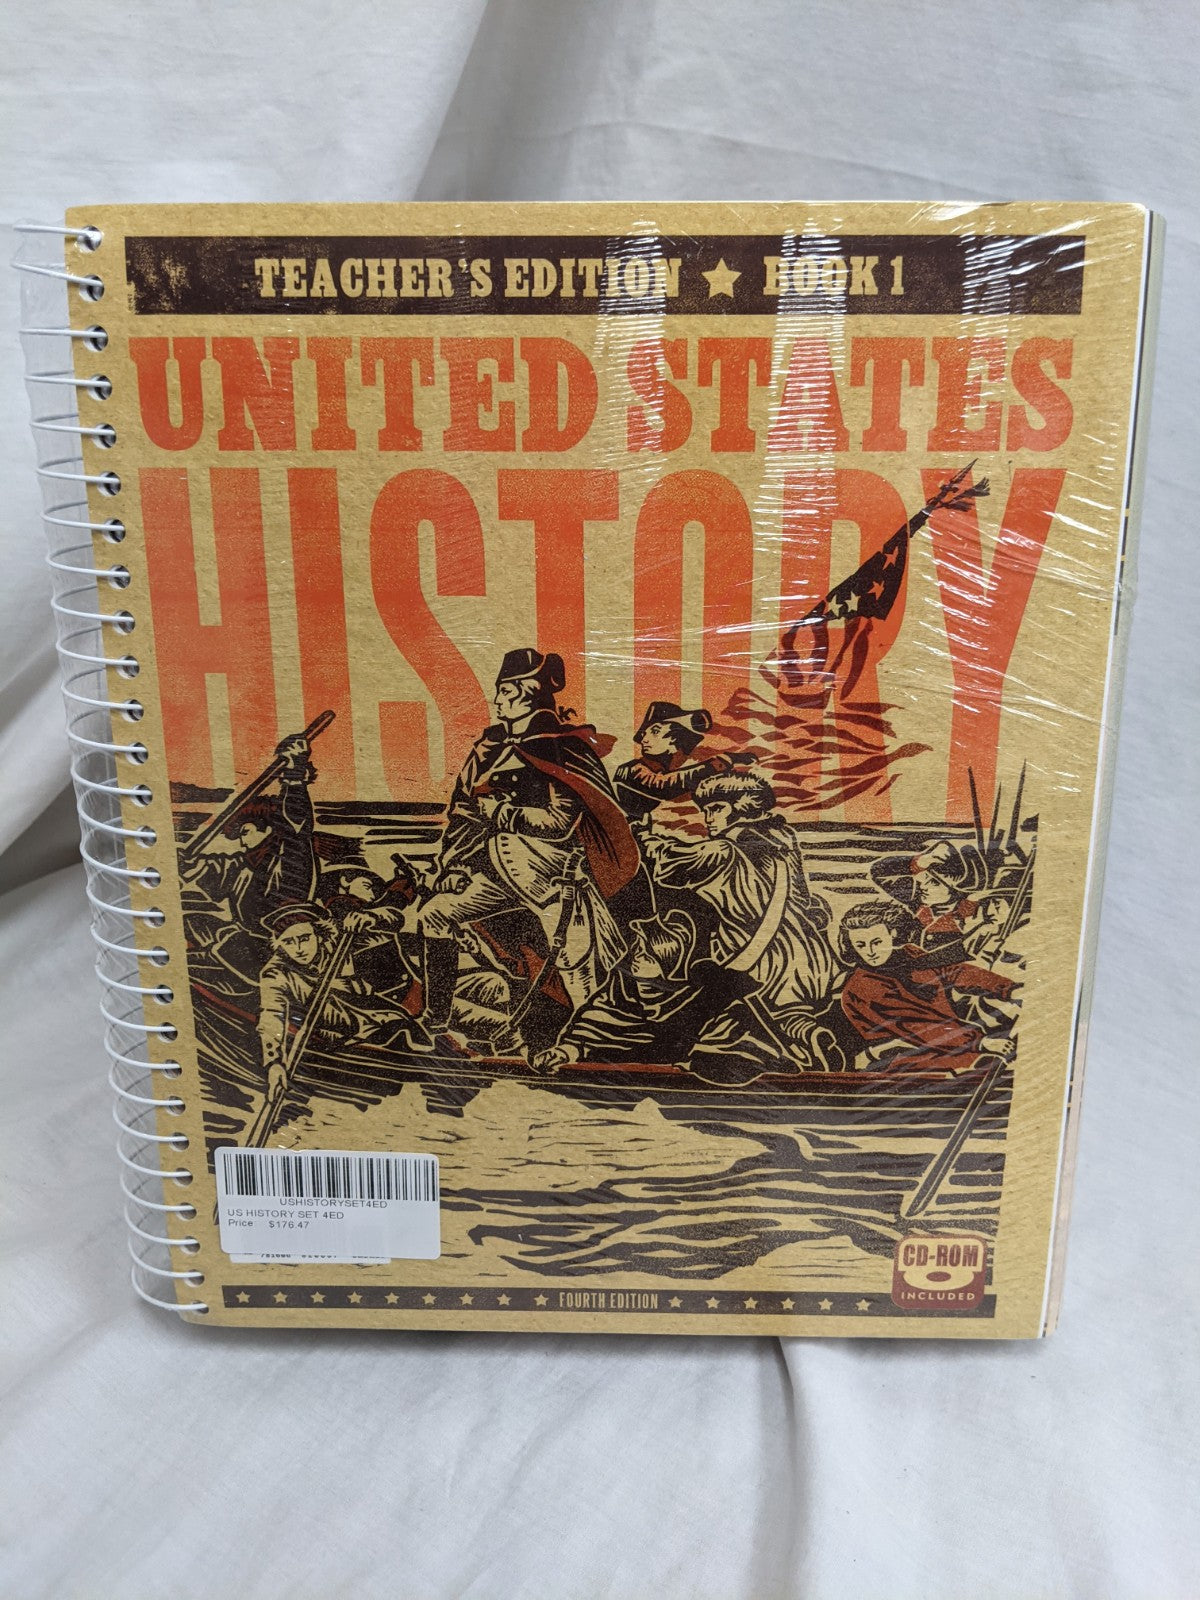 TEACHER'S EDITION ★ BOOK 1
UNITED STATES
HISTORY
USHISTORYSET4ED
US HISTORY SET 4ED
Price: $176.47
CD-ROM
INCLUDED
FOURTH EDITION